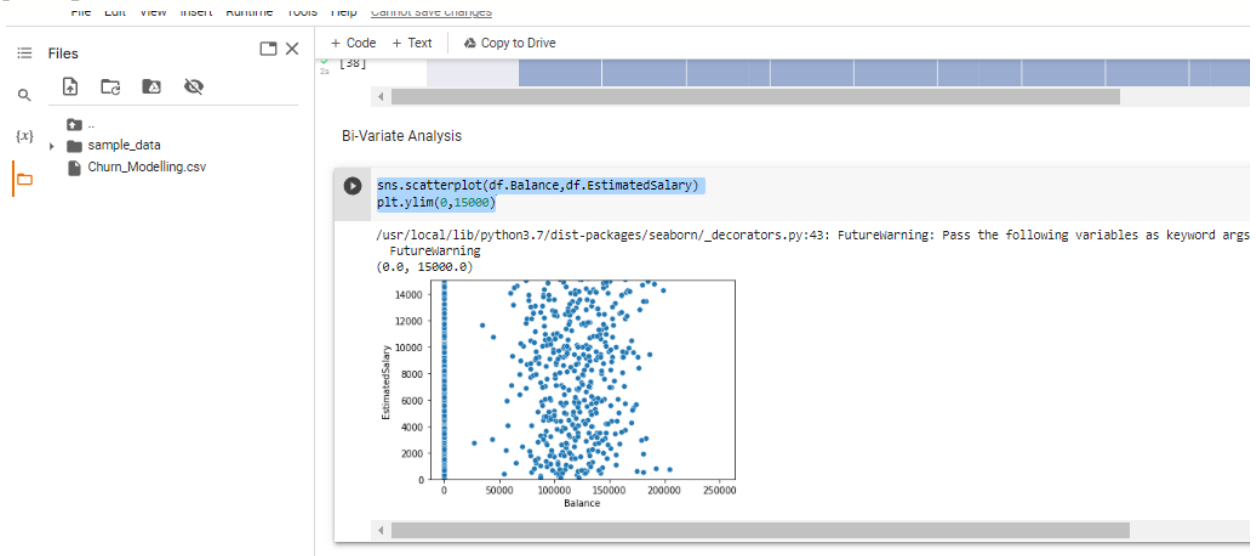 File Edit View Insert Runtime Tools Help Cannot save changes
Files
+ Code + Text Copy to Drive
2s [38]
{x}
..
sample_data
Churn_Modelling.csv
Bi-Variate Analysis
sns.scatterplot(df.Balance,df.EstimatedSalary)
plt.ylim(0,15000)
/usr/local/lib/python3.7/dist-packages/seaborn/_decorators.py:43: FutureWarning: Pass the following variables as keyword args
FutureWarning
(0.0, 15000.0)
14000
12000
10000
8000
6000
4000
2000
0
EstimatedSalary
0 50000 100000 150000 200000 250000
Balance